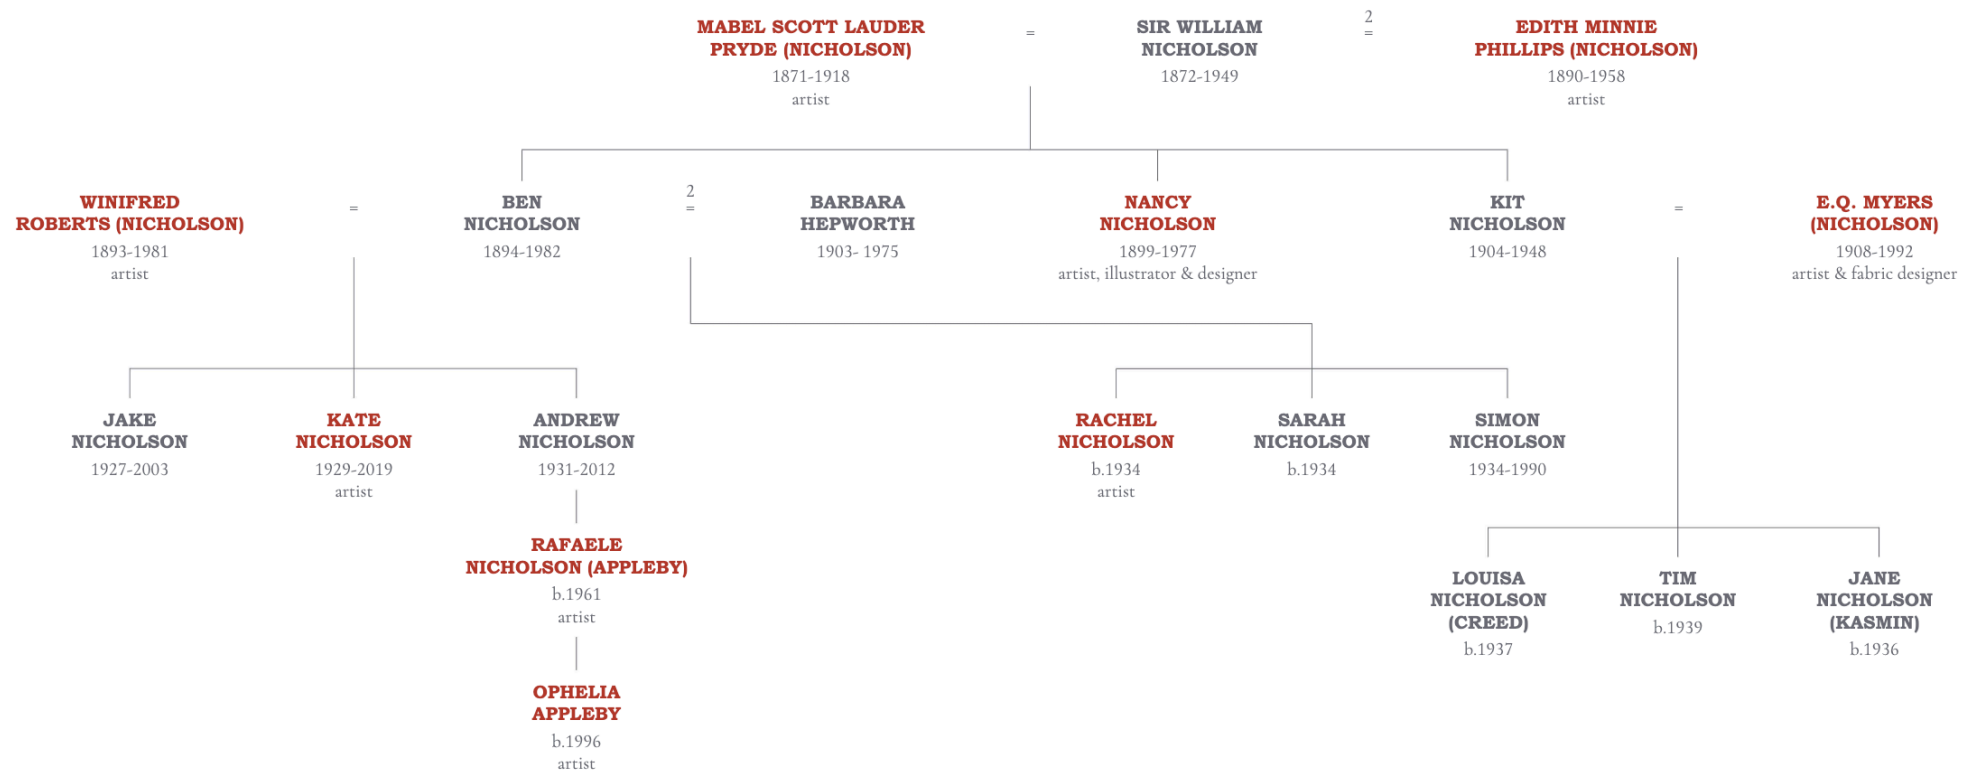 MABEL SCOTT LAUDER
PRYDE (NICHOLSON)
1871-1918
artist
=
SIR WILLIAM
NICHOLSON
1872-1949
2
=
EDITH MINNIE
PHILLIPS (NICHOLSON)
1890-1958
artist
WINIFRED
ROBERTS (NICHOLSON)
1893-1981
artist
=
BEN
NICHOLSON
1894-1982
2
=
BARBARA
HEPWORTH
1903- 1975
NANCY
NICHOLSON
1899-1977
artist, illustrator & designer
KIT
NICHOLSON
1904-1948
=
E.Q. MYERS
(NICHOLSON)
1908-1992
artist & fabric designer
JAKE
NICHOLSON
1927-2003
KATE
NICHOLSON
1929-2019
artist
ANDREW
NICHOLSON
1931-2012
RACHEL
NICHOLSON
b.1934
artist
SARAH
NICHOLSON
b.1934
SIMON
NICHOLSON
1934-1990
RAFAELE
NICHOLSON (APPLEBY)
b.1961
artist
LOUISA
NICHOLSON
(CREED)
b.1937
TIM
NICHOLSON
b.1939
JANE
NICHOLSON
(KASMIN)
b.1936
OPHELIA
APPLEBY
b.1996
artist